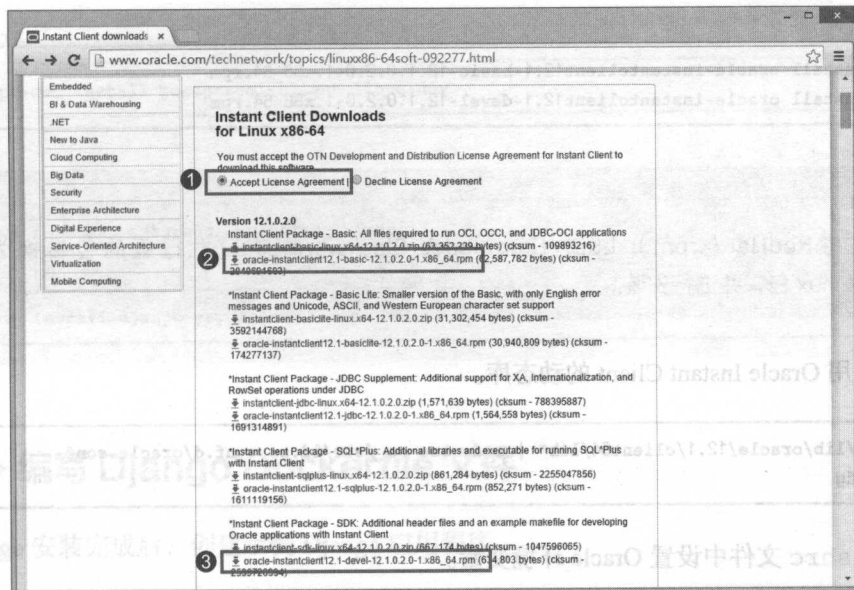 Instant Client downloads
www.oracle.com/technetwork/topics/linuxx86-64soft-092277.html
Embedded
BI & Data Warehousing
.NET
New to Java
Cloud Computing
Big Data
Security
Enterprise Architecture
Digital Experience
Service-Oriented Architecture
Virtualization
Mobile Computing
Instant Client Downloads
for Linux x86-64
You must accept the OTN Development and Distribution License Agreement for Instant Client to
download this software.
1 Accept License Agreement | Decline License Agreement
Version 12.1.0.2.0
Instant Client Package - Basic: All files required to run OCI, OCCI, and JDBC-OCI applications
instantclient-basic-linux.x64-12.1.0.2.0.zip (63,352,239 bytes) (cksum - 109893216)
2 oracle-instantclient12.1-basic-12.1.0.2.0-1.x86_64.rpm (62,587,782 bytes) (cksum -
*Instant Client Package - Basic Lite: Smaller version of the Basic, with only English error
messages and Unicode, ASCII, and Western European character set support
instantclient-basiclite-linux.x64-12.1.0.2.0.zip (31,302,454 bytes) (cksum -
3592144768)
oracle-instantclient12.1-basiclite-12.1.0.2.0-1.x86_64.rpm (30,940,809 bytes) (cksum -
174277137)
*Instant Client Package - JDBC Supplement: Additional support for XA, Internationalization, and
RowSet operations under JDBC
instantclient-jdbc-linux.x64-12.1.0.2.0.zip (1,571,639 bytes) (cksum - 788395887)
oracle-instantclient12.1-jdbc-12.1.0.2.0-1.x86_64.rpm (1,564,558 bytes) (cksum -
1691314891)
*Instant Client Package - SQL*Plus: Additional libraries and executable for running SQL*Plus
with Instant Client
instantclient-sqlplus-linux.x64-12.1.0.2.0.zip (861,284 bytes) (cksum - 2255047856)
oracle-instantclient12.1-sqlplus-12.1.0.2.0-1.x86_64.rpm (852,271 bytes) (cksum -
1611119156)
*Instant Client Package - SDK: Additional header files and an example makefile for developing
Oracle applications with Instant Client
instantclient-sdk-linux.x64-12.1.0.2.0.zip (667,174 bytes) (cksum - 1047596065)
3 oracle-instantclient12.1-devel-12.1.0.2.0-1.x86_64.rpm (634,803 bytes) (cksum -